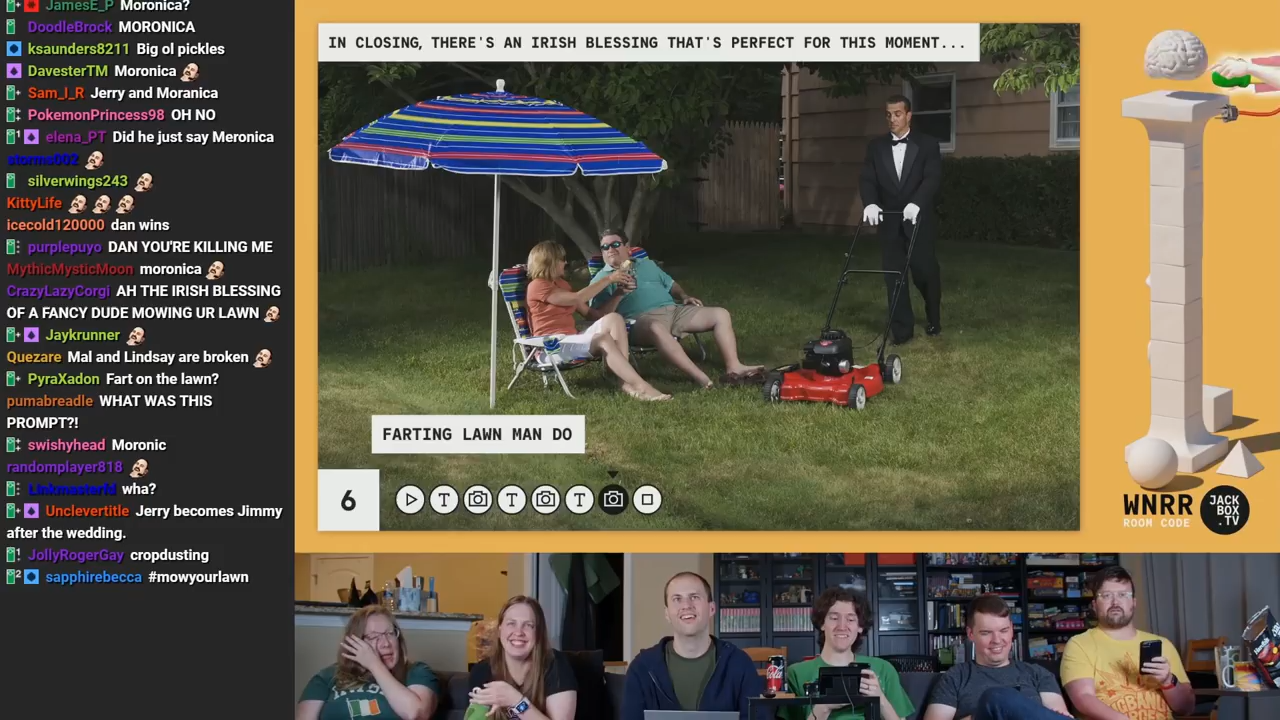 JamesE_P Moronica?
DoodleBrock MORONICA
ksaunders8211 Big ol pickles
DavesterTM Moronica
Sam_I_R Jerry and Moranica
PokemonPrincess98 OH NO
elena_PT Did he just say Meronica
storms002
silverwings243
KittyLife
icecold120000 dan wins
purplepuyo DAN YOU'RE KILLING ME
MythicMysticMoon moronica
CrazyLazyCorgi AH THE IRISH BLESSING
OF A FANCY DUDE MOWING UR LAWN
Jaykrunner
Quezare Mal and Lindsay are broken
PyraXadon Fart on the lawn?
pumabreadle WHAT WAS THIS
PROMPT?!
swishyhead Moronic
randomplayer818
Linkmasterfd wha?
Unclevertitle Jerry becomes Jimmy
after the wedding.
JollyRogerGay cropdusting
sapphirebecca #mowyourlawn
IN CLOSING, THERE'S AN IRISH BLESSING THAT'S PERFECT FOR THIS MOMENT...
FARTING LAWN MAN DO
6
T T T
WNRR
ROOM CODE
JACK
BOX
.TV